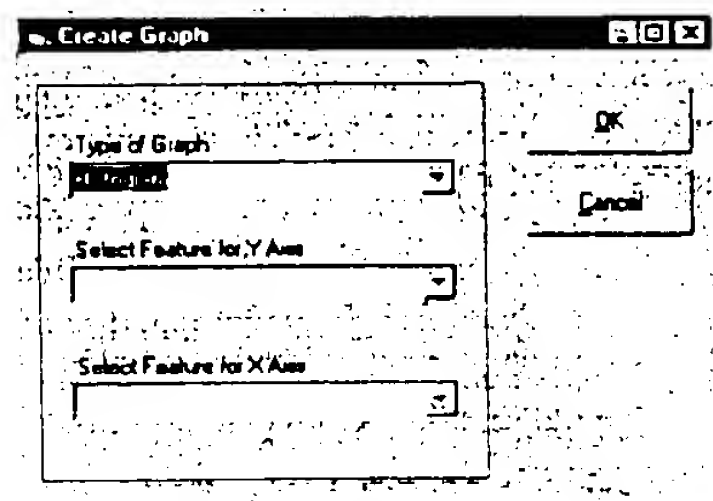 Create Graph
OK
Type of Graph
Cancel
Select Feature for Y Axis
Select Feature for X Axis